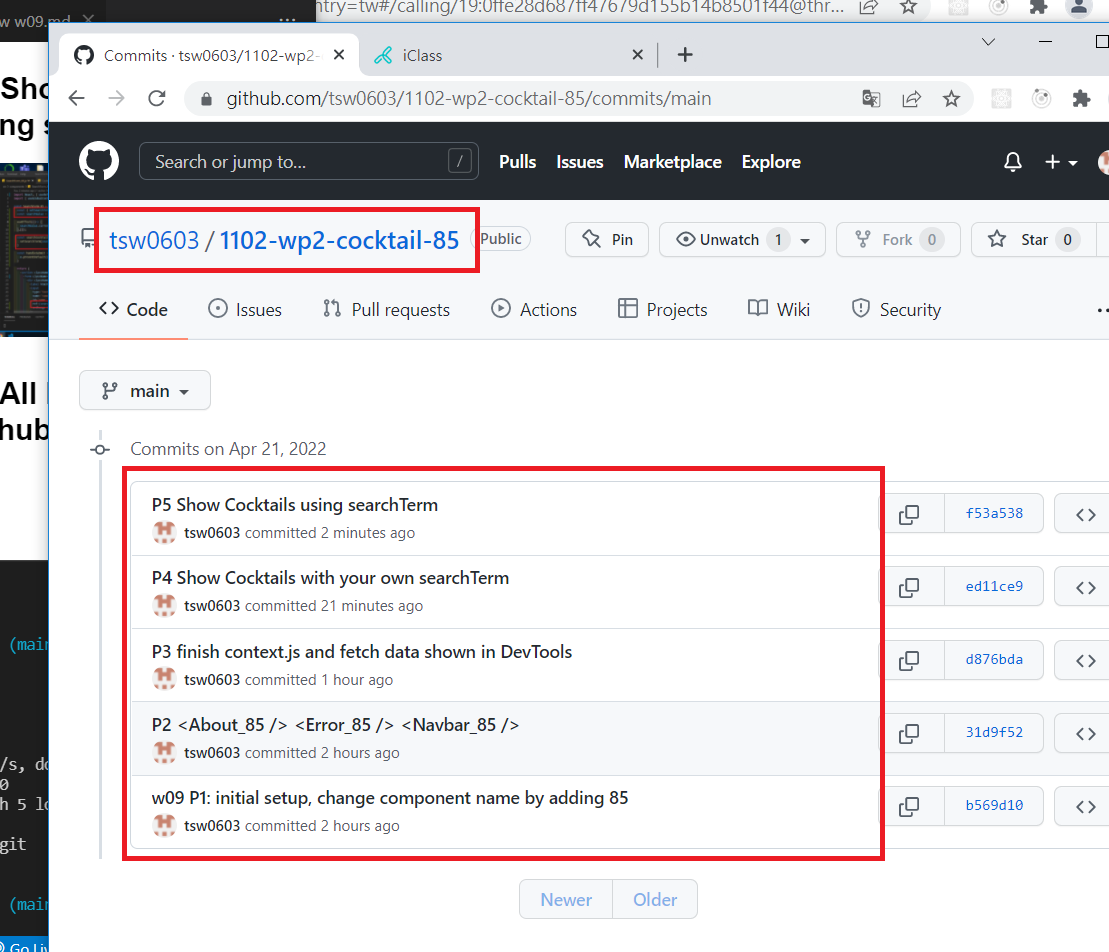 w w09.md
ntry=tw#/calling/19:0ffe28d687ff47679d155b14b8501f44@thr...
Commits · tsw0603/1102-wp2-
iClass
github.com/tsw0603/1102-wp2-cocktail-85/commits/main
Sho
ng s
Search or jump to...
/
Pulls
Issues
Marketplace
Explore
tsw0603 / 1102-wp2-cocktail-85
Public
Pin
Unwatch 1
Fork 0
Star 0
<> Code
Issues
Pull requests
Actions
Projects
Wiki
Security
main
All
hub
Commits on Apr 21, 2022
P5 Show Cocktails using searchTerm
tsw0603 committed 2 minutes ago
f53a538
P4 Show Cocktails with your own searchTerm
tsw0603 committed 21 minutes ago
ed11ce9
P3 finish context.js and fetch data shown in DevTools
tsw0603 committed 1 hour ago
d876bda
P2 <About_85 /> <Error_85 /> <Navbar_85 />
tsw0603 committed 2 hours ago
31d9f52
w09 P1: initial setup, change component name by adding 85
tsw0603 committed 2 hours ago
b569d10
(main
/s, do
0
h 5 lo
git
(main
Go Liv
Newer
Older